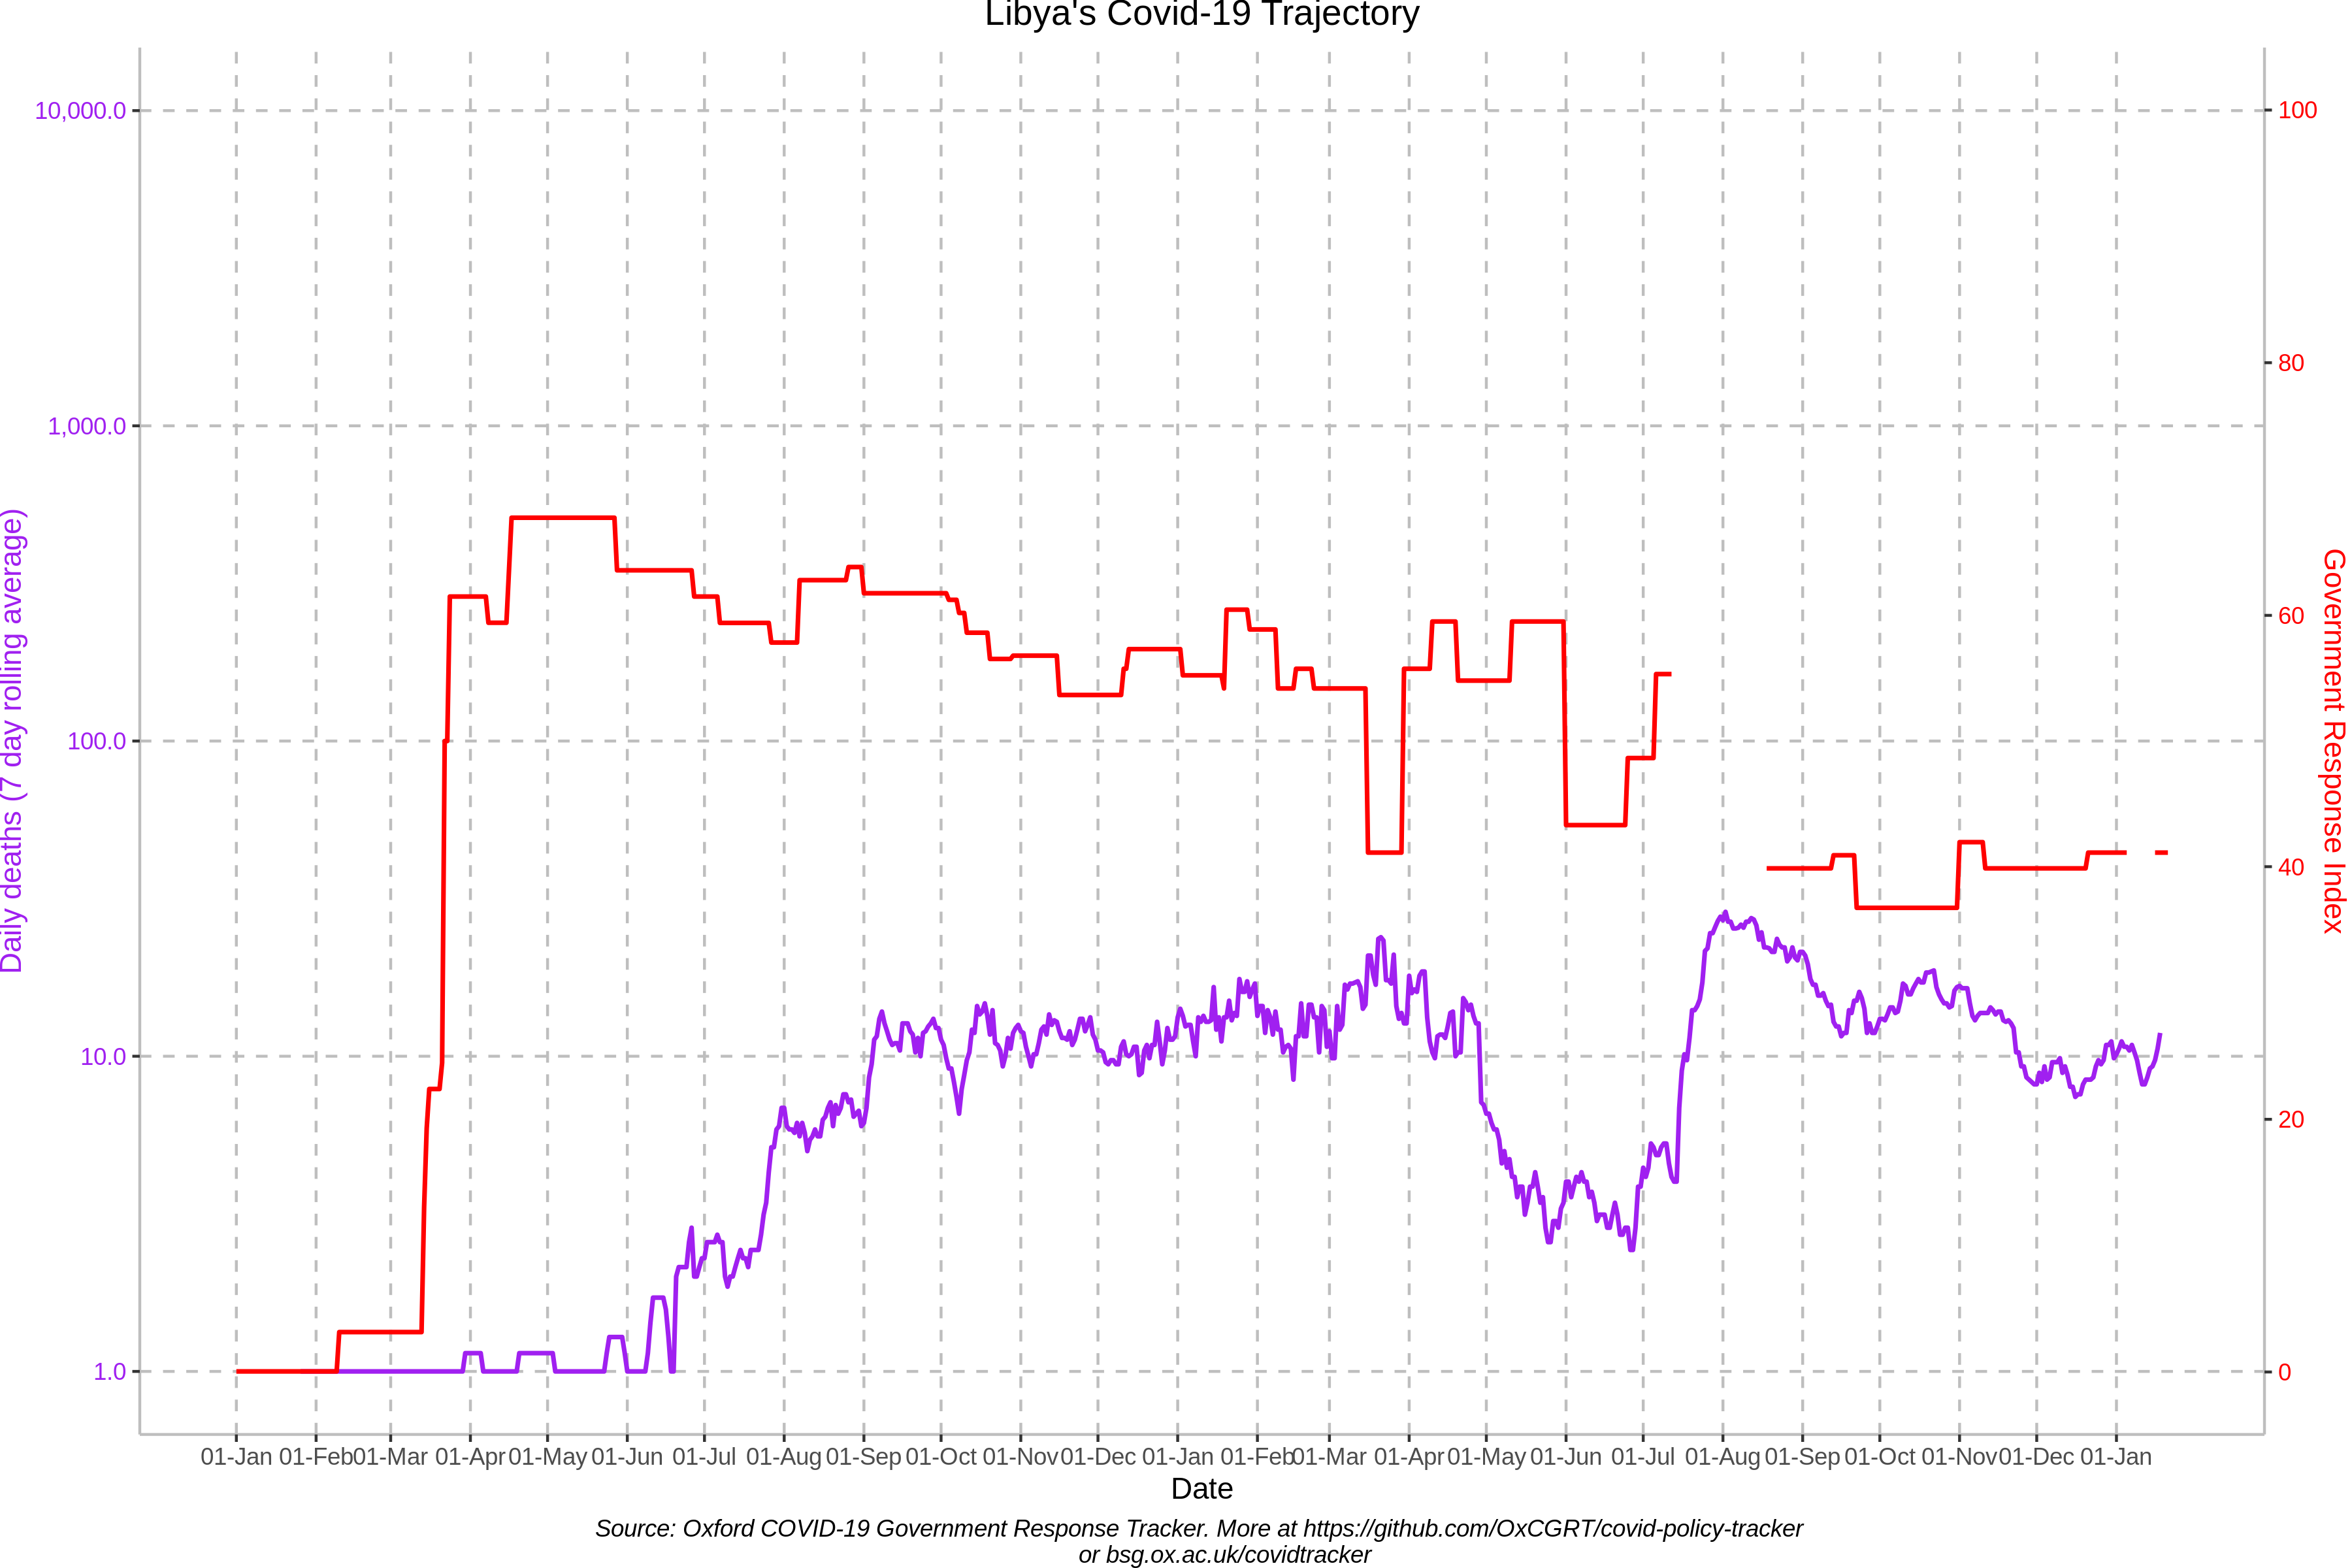 Libya's Covid-19 Trajectory
10,000.0
1,000.0
100.0
10.0
1.0
Daily deaths (7 day rolling average)
100
80
60
40
20
0
Government Response Index
01-Jan 01-Feb 01-Mar 01-Apr 01-May 01-Jun 01-Jul 01-Aug 01-Sep 01-Oct 01-Nov 01-Dec 01-Jan 01-Feb 01-Mar 01-Apr 01-May 01-Jun 01-Jul 01-Aug 01-Sep 01-Oct 01-Nov 01-Dec 01-Jan
Date
Source: Oxford COVID-19 Government Response Tracker. More at https://github.com/OxCGRT/covid-policy-tracker
or bsg.ox.ac.uk/covidtracker